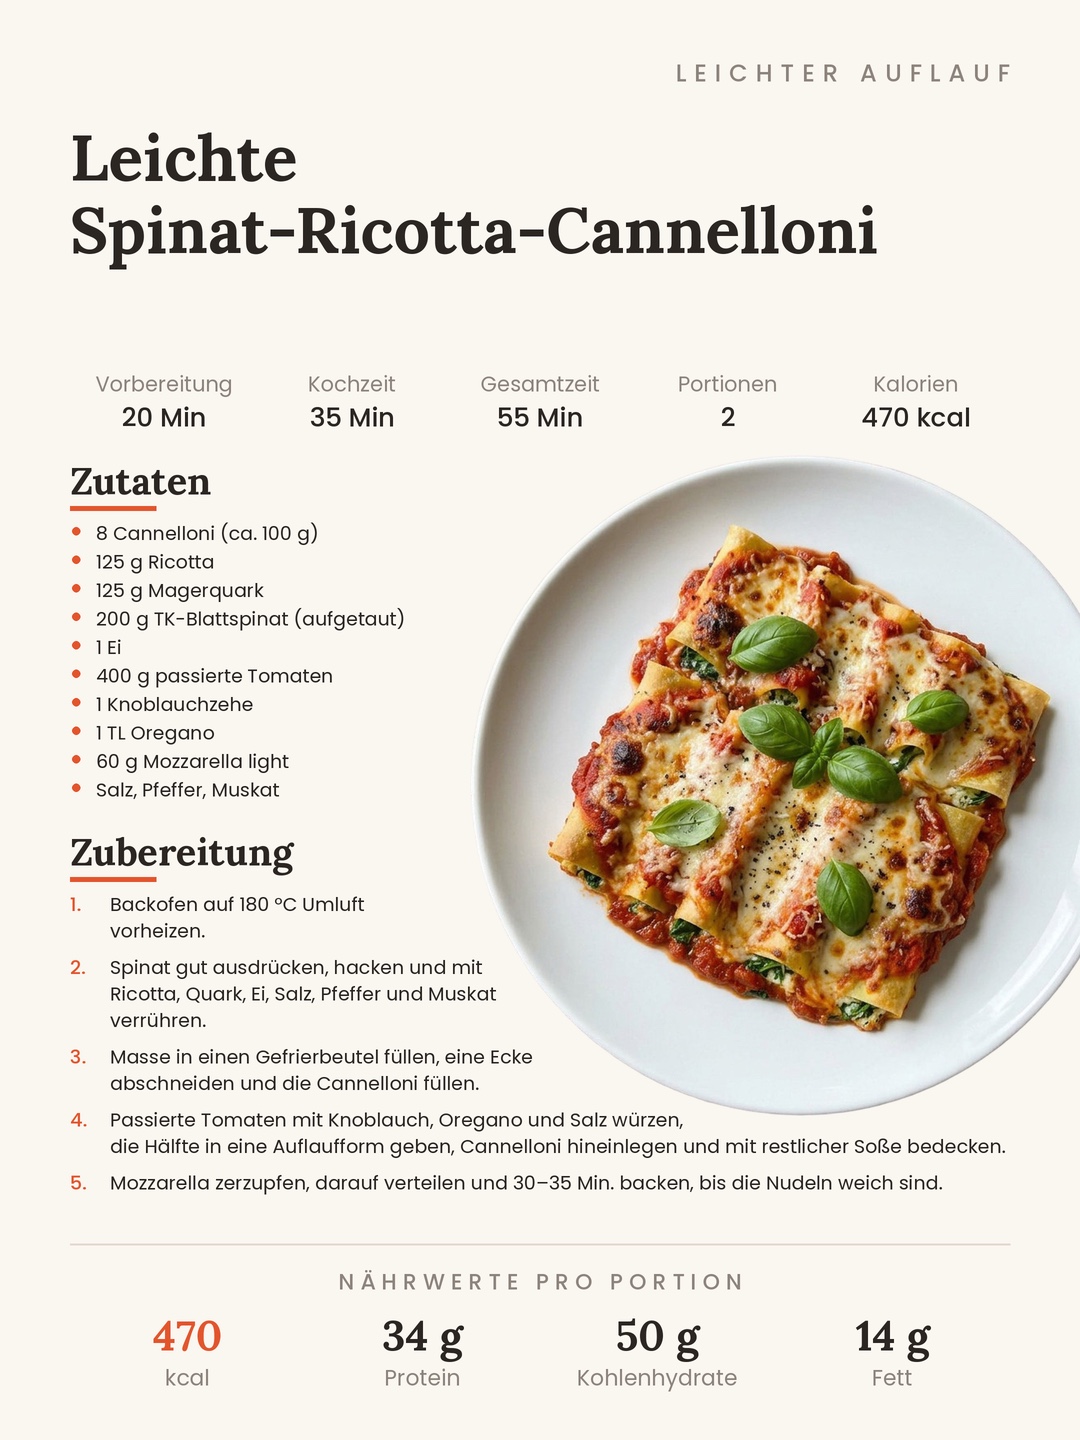 LEICHTER AUFLAUF
Leichte
Spinat-Ricotta-Cannelloni
Vorbereitung
20 Min
Kochzeit
35 Min
Gesamtzeit
55 Min
Portionen
2
Kalorien
470 kcal
Zutaten
• 8 Cannelloni (ca. 100 g)
• 125 g Ricotta
• 125 g Magerquark
• 200 g TK-Blattspinat (aufgetaut)
• 1 Ei
• 400 g passierte Tomaten
• 1 Knoblauchzehe
• 1 TL Oregano
• 60 g Mozzarella light
• Salz, Pfeffer, Muskat
Zubereitung
1. Backofen auf 180 °C Umluft
vorheizen.
2. Spinat gut ausdrücken, hacken und mit
Ricotta, Quark, Ei, Salz, Pfeffer und Muskat
verrühren.
3. Masse in einen Gefrierbeutel füllen, eine Ecke
abschneiden und die Cannelloni füllen.
4. Passierte Tomaten mit Knoblauch, Oregano und Salz würzen,
die Hälfte in eine Auflaufform geben, Cannelloni hineinlegen und mit restlicher Soße bedecken.
5. Mozzarella zerzupfen, darauf verteilen und 30–35 Min. backen, bis die Nudeln weich sind.
NÄHRWERTE PRO PORTION
470
kcal
34 g
Protein
50 g
Kohlenhydrate
14 g
Fett